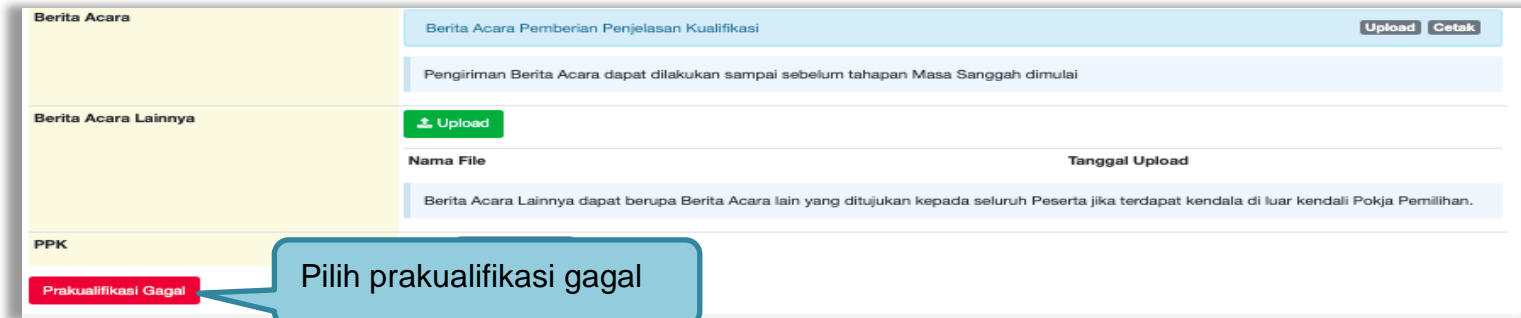 Berita Acara
Berita Acara Pemberian Penjelasan Kualifikasi Upload Cetak
Pengiriman Berita Acara dapat dilakukan sampai sebelum tahapan Masa Sanggah dimulai
Berita Acara Lainnya
Upload
Nama File Tanggal Upload
Berita Acara Lainnya dapat berupa Berita Acara lain yang ditujukan kepada seluruh Peserta jika terdapat kendala di luar kendali Pokja Pemilihan.
PPK
Prakualifikasi Gagal
Pilih prakualifikasi gagal